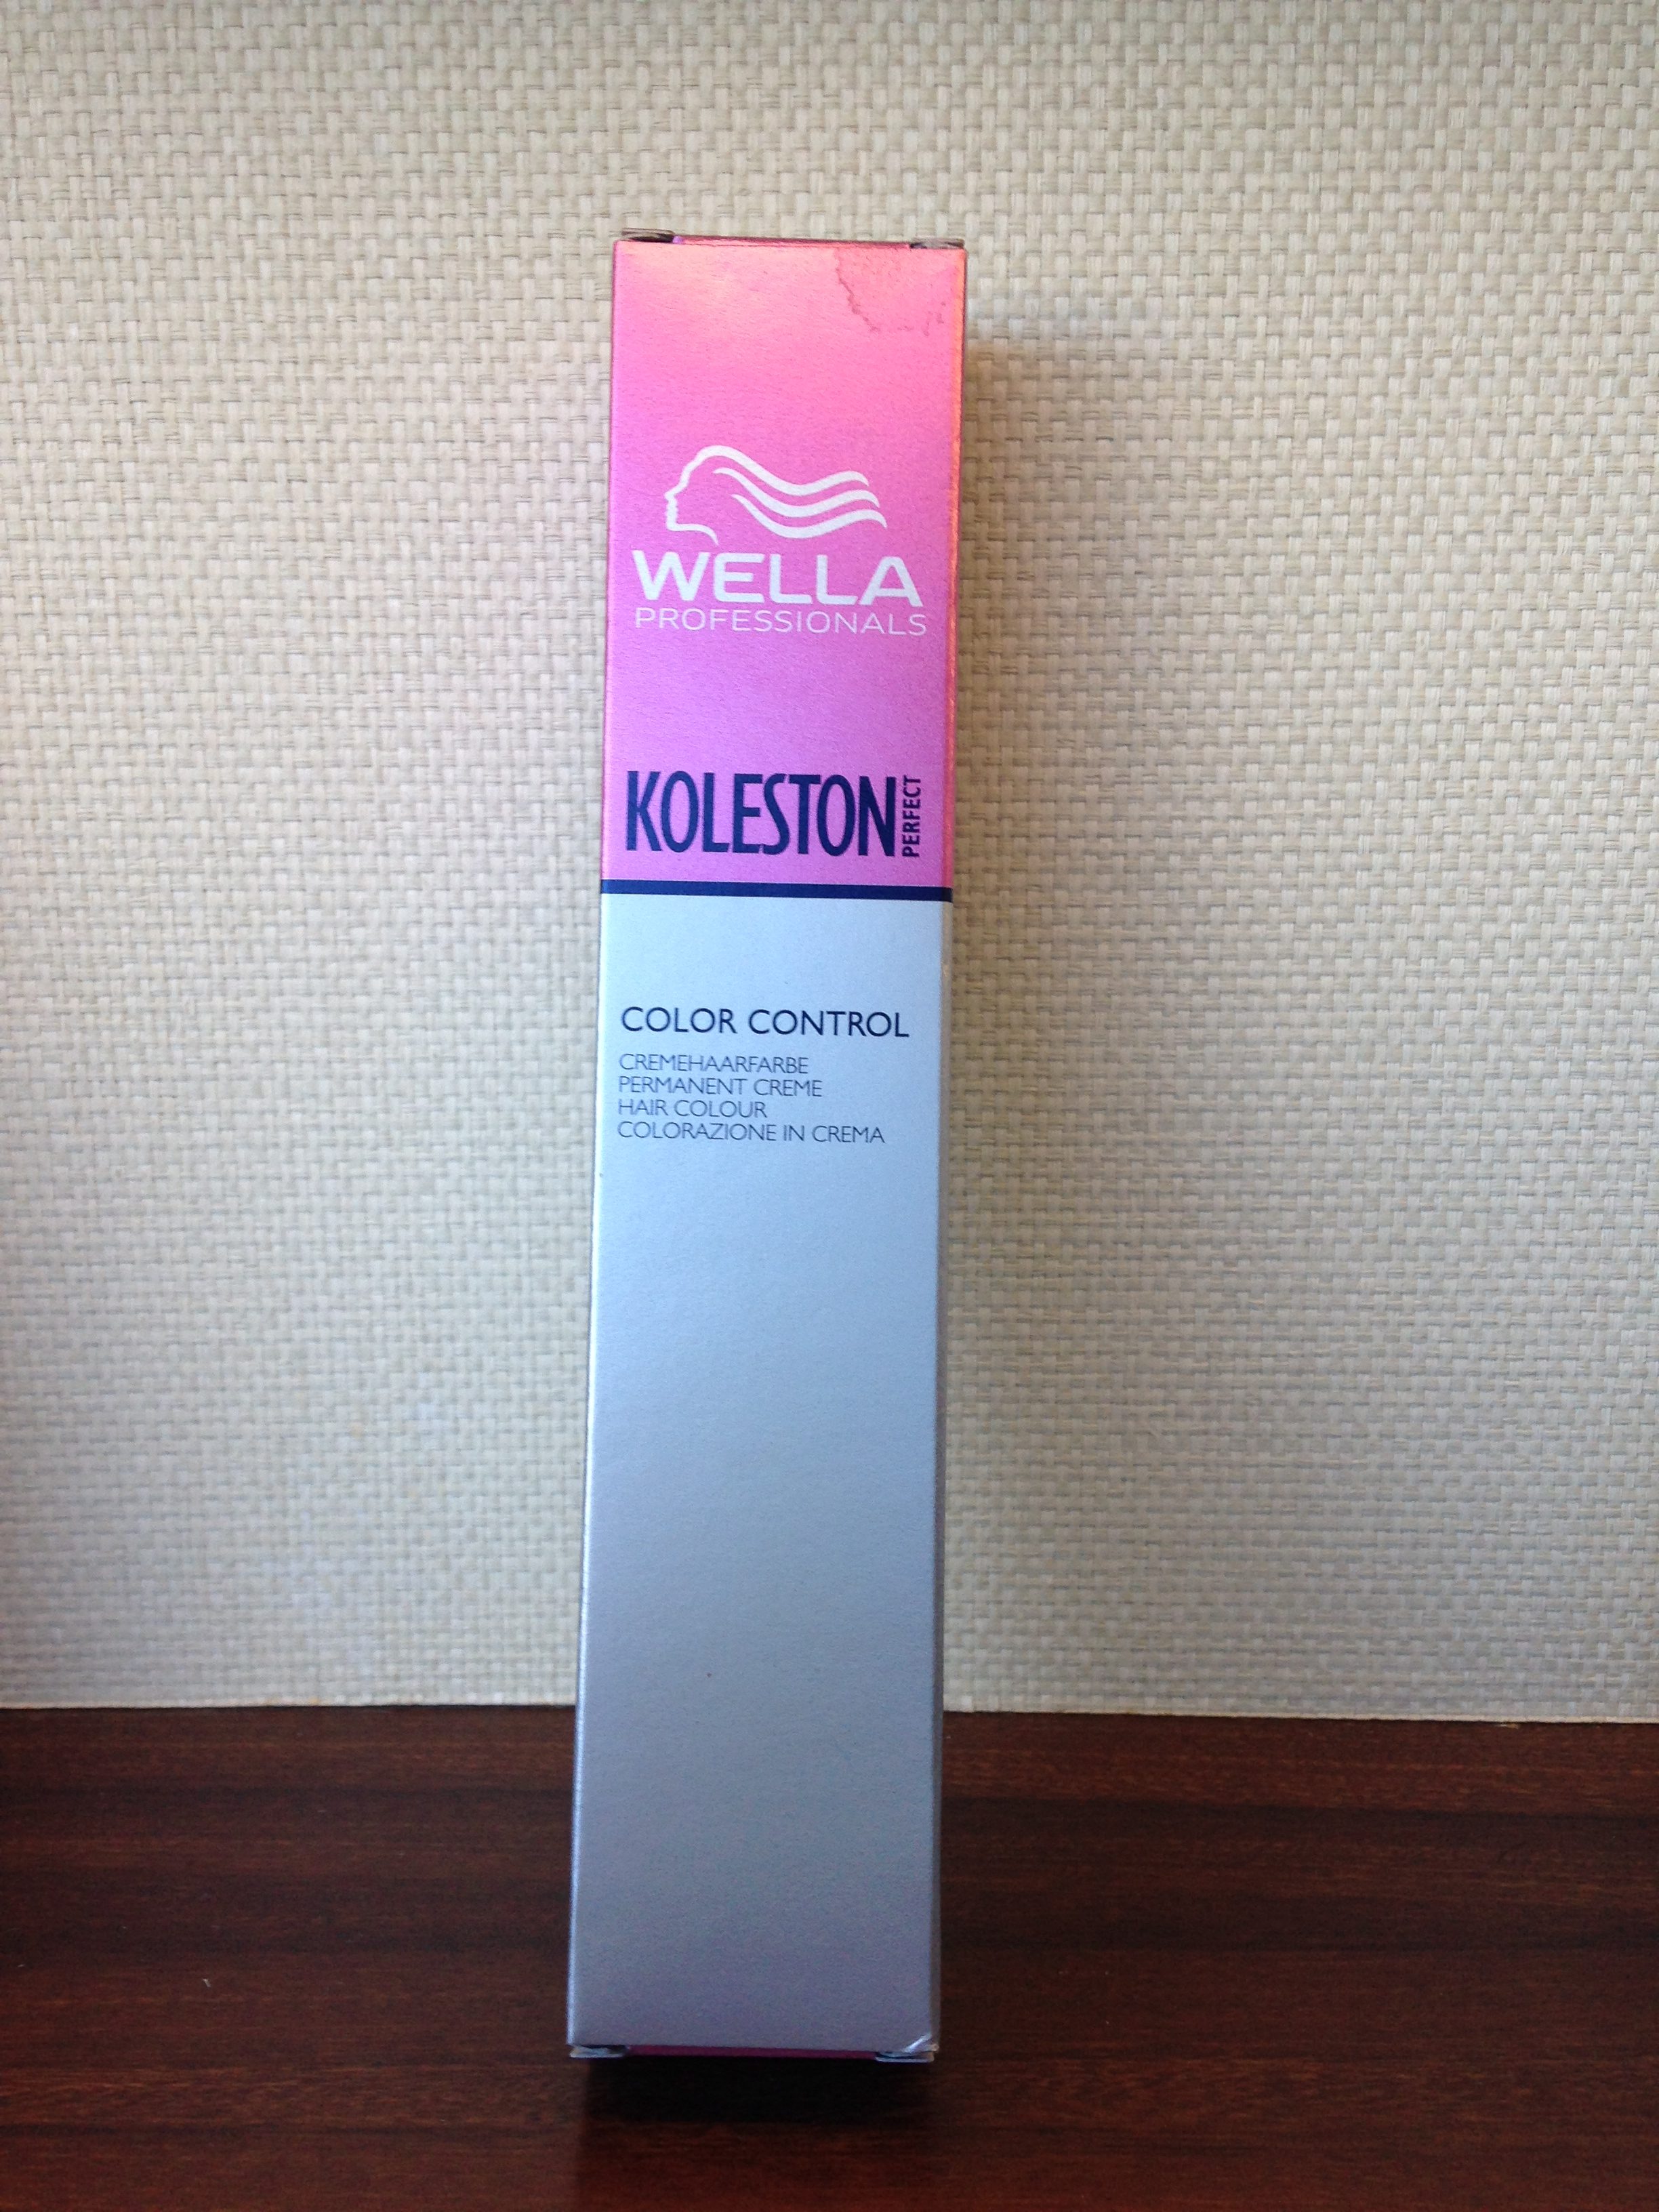 WELLA
PROFESSIONALS
KOLESTON
PERFECT
COLOR CONTROL
CREMEHAARFARBE
PERMANENT CREME
HAIR COLOUR
COLORAZIONE IN CREMA